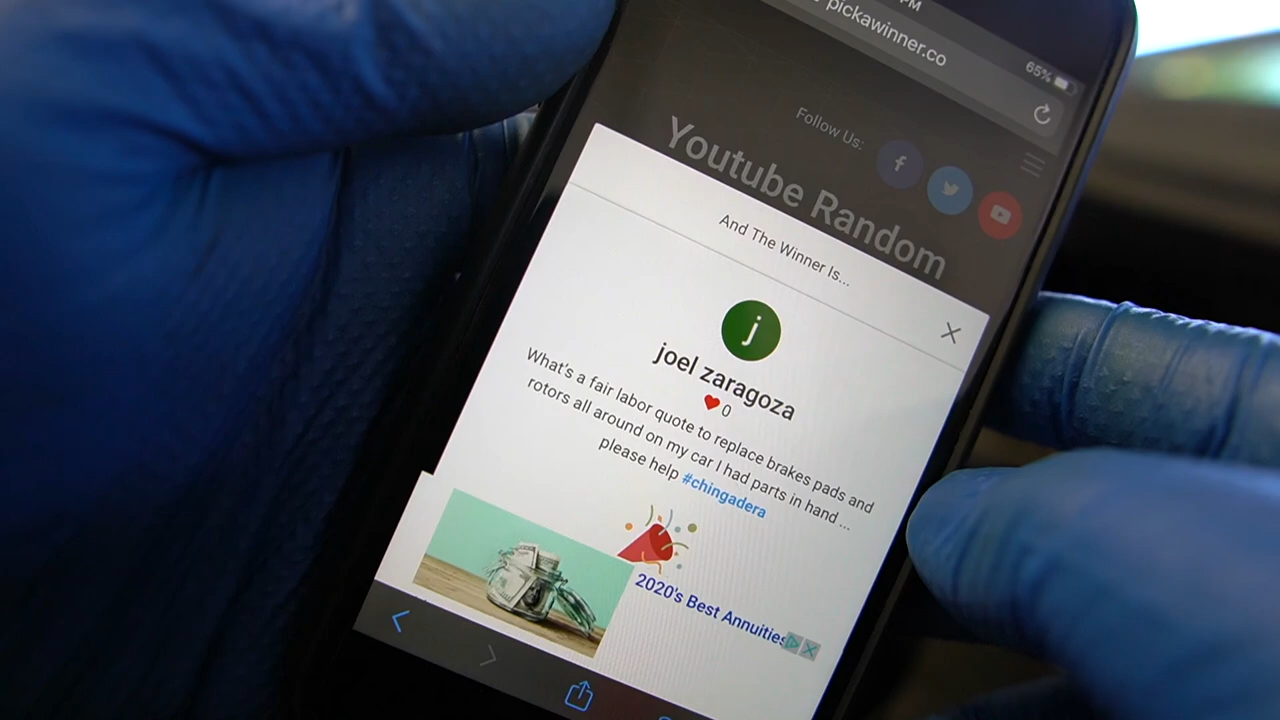 PM
pickawinner.co
65%
Follow Us:
Youtube Random
And The Winner Is...
j
joel zaragoza
0
What's a fair labor quote to replace brakes pads and
rotors all around on my car I had parts in hand ...
please help #chingadera
2020's Best Annuities